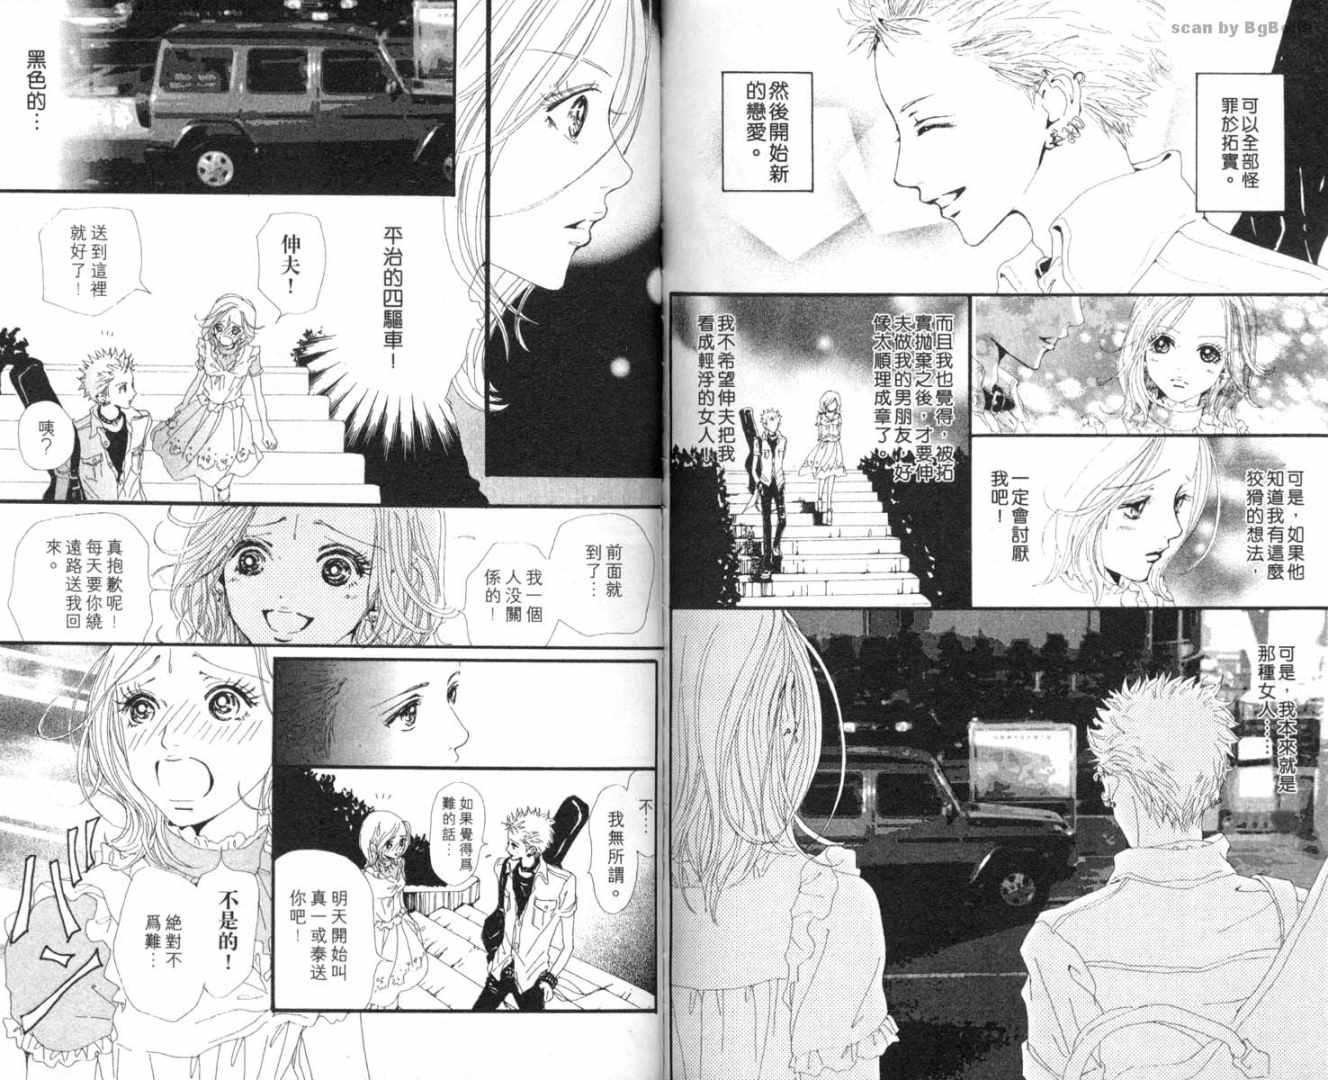 scan by BgBook
可以全部怪
罪於拓實。
然後開始新
的戀愛。
而且我也覺得，被拓
實拋棄之後，才要伸
夫做我的男朋友，好
像太順理成章了。
我不希望伸夫把我
看成輕浮的女人！
可是，如果他
知道我有這麼
狡猾的想法，
一定會討厭
我吧！
可是，我本來就是
那種女人……
黑色的…
平治的四驅車！
伸夫！
送到這裡
就好了！
咦？
前面就
到了…
我一個
人没關
係的！
真抱歉呢！
每天要你繞
遠路送我回
來。
不…
我無所謂。
如果覺得爲
難的話…
明天開始叫
真一或泰送
你吧！
不是的！
絕對不
爲難…
バッ